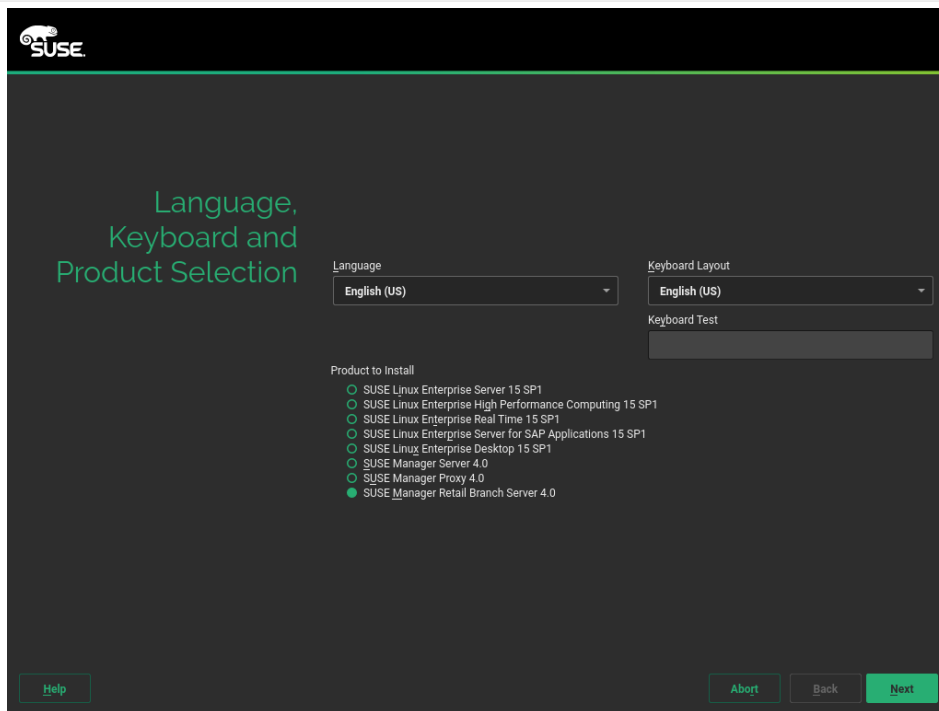 SUSE.
Language,
Keyboard and
Product Selection
Language
English (US)
Keyboard Layout
English (US)
Keyboard Test
Product to Install
SUSE Linux Enterprise Server 15 SP1
SUSE Linux Enterprise High Performance Computing 15 SP1
SUSE Linux Enterprise Real Time 15 SP1
SUSE Linux Enterprise Server for SAP Applications 15 SP1
SUSE Linux Enterprise Desktop 15 SP1
SUSE Manager Server 4.0
SUSE Manager Proxy 4.0
SUSE Manager Retail Branch Server 4.0
Help
Abort
Back
Next